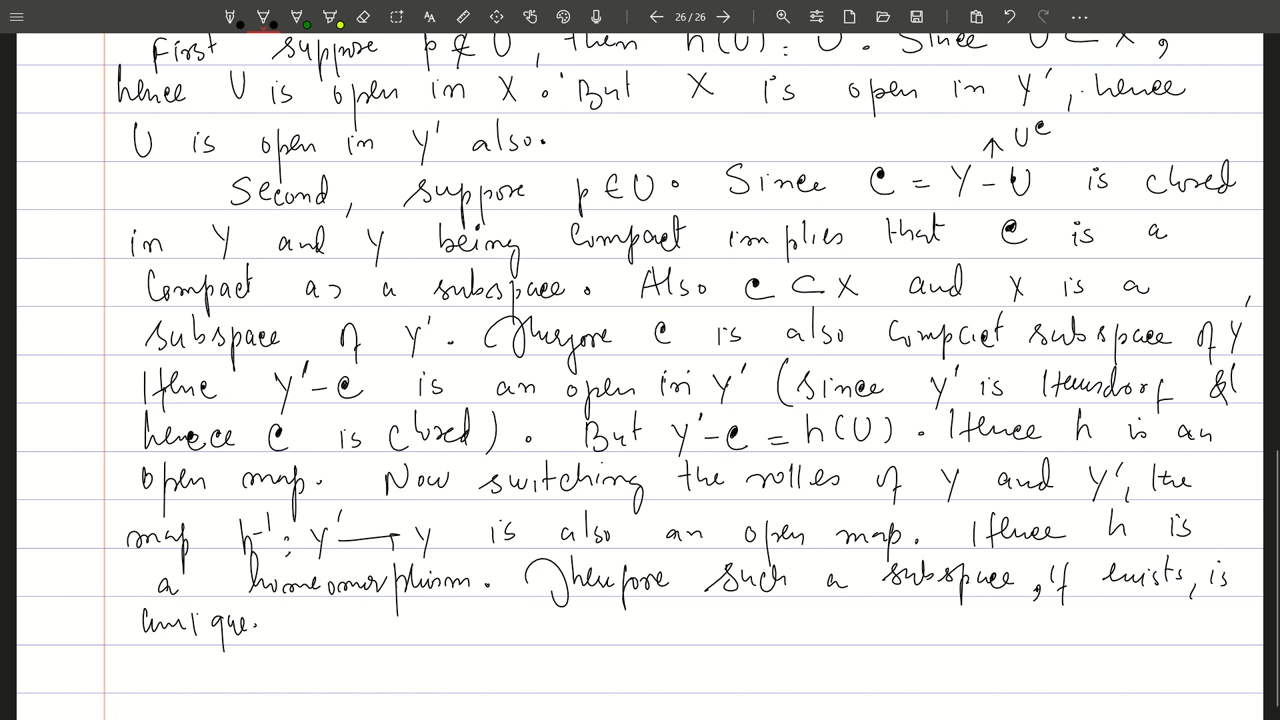 26/26
First suppose p ∉ U, then h(U) = U. Since U ⊂ X,
hence U is open in X. But X is open in Y', hence
U is open in Y' also.
↑ U^c
Second, suppose p ∈ U. Since C = Y - U is closed
in Y and Y being Compact implies that C is a
Compact as a subspace. Also C ⊂ X and X is a
subspace of Y'. Therefore C is also Compact subspace of Y'
Hence Y' - C is an open in Y' (since Y' is Hausdorf &
hence C is closed). But Y' - C = h(U). Hence h is an
open map. Now switching the rolles of Y and Y', the
map h^-1 : Y' → Y is also an open map. Hence h is
a homeomorphism. Therefore such a subspace, if exists, is
unique.